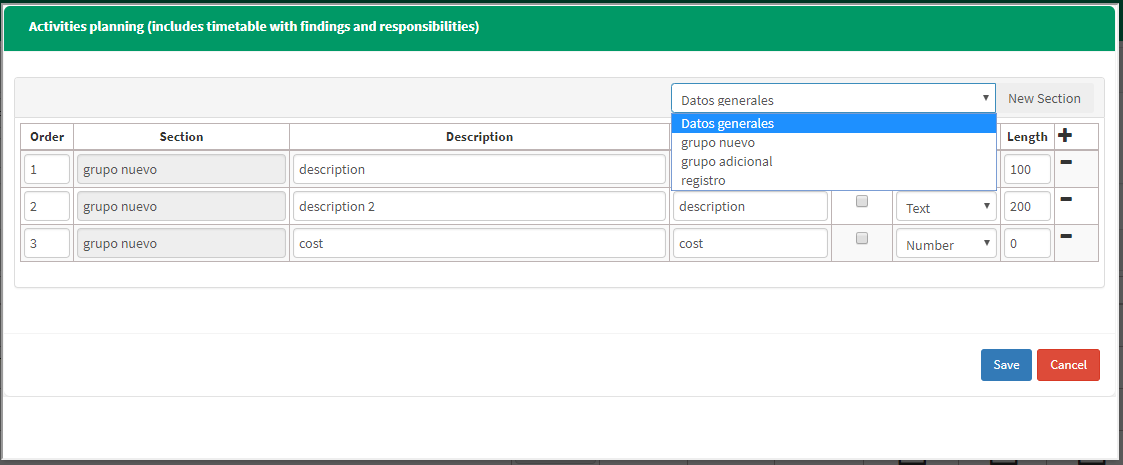 Activities planning (includes timetable with findings and responsibilities)
Datos generales New Section
Datos generales
grupo nuevo
grupo adicional
registro
Order Section Description Length
1 grupo nuevo description 100
2 grupo nuevo description 2 description Text 200
3 grupo nuevo cost cost Number 0
Save Cancel